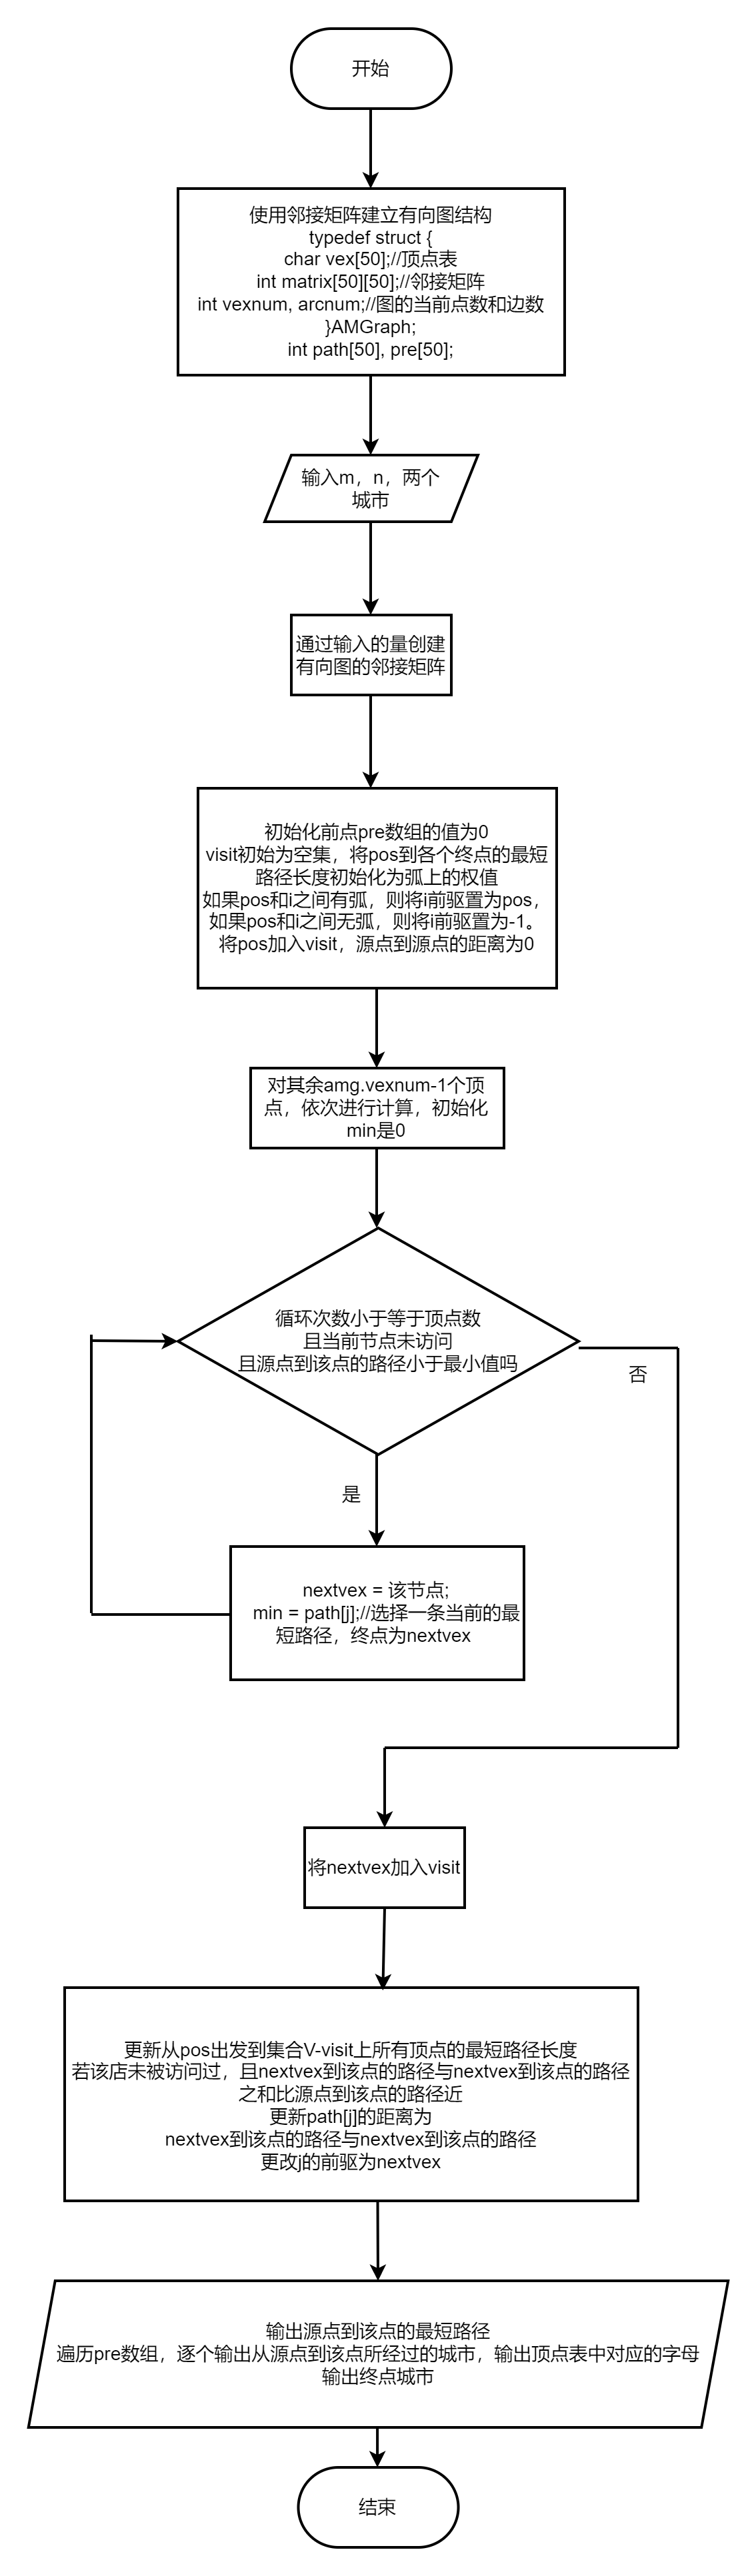 开始
使用邻接矩阵建立有向图结构
typedef struct {
char vex[50];//顶点表
int matrix[50][50];//邻接矩阵
int vexnum, arcnum;//图的当前点数和边数
}AMGraph;
int path[50], pre[50];
输入m，n，两个
城市
通过输入的量创建
有向图的邻接矩阵
初始化前点pre数组的值为0
visit初始为空集，将pos到各个终点的最短
路径长度初始化为弧上的权值
如果pos和i之间有弧，则将i前驱置为pos，
如果pos和i之间无弧，则将i前驱置为-1。
将pos加入visit，源点到源点的距离为0
对其余amg.vexnum-1个顶
点，依次进行计算，初始化
min是0
循环次数小于等于顶点数
且当前节点未访问
且源点到该点的路径小于最小值吗
否
是
nextvex = 该节点;
min = path[j];//选择一条当前的最
短路径，终点为nextvex
将nextvex加入visit
更新从pos出发到集合V-visit上所有顶点的最短路径长度
若该店未被访问过，且nextvex到该点的路径与nextvex到该点的路径
之和比源点到该点的路径近
更新path[j]的距离为
nextvex到该点的路径与nextvex到该点的路径
更改j的前驱为nextvex
输出源点到该点的最短路径
遍历pre数组，逐个输出从源点到该点所经过的城市，输出顶点表中对应的字母
输出终点城市
结束